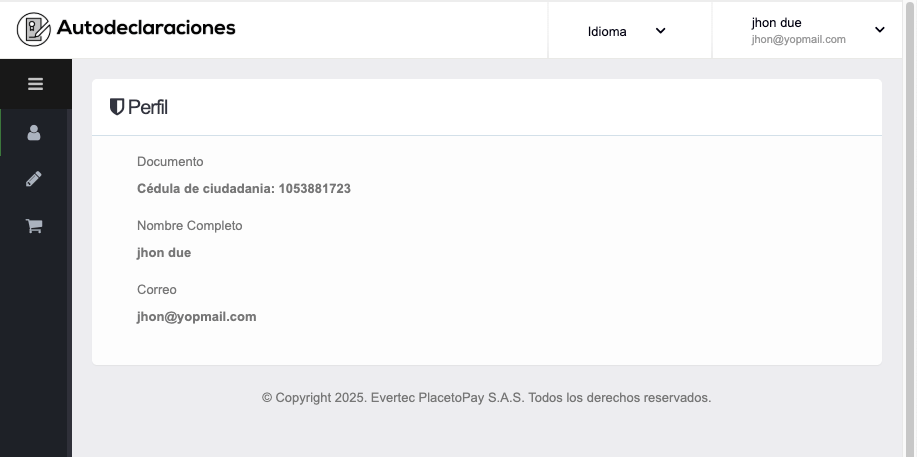 Autodeclaraciones
Idioma
jhon due
jhon@yopmail.com
Perfil
Documento
Cédula de ciudadania: 1053881723
Nombre Completo
jhon due
Correo
jhon@yopmail.com
© Copyright 2025. Evertec PlacetoPay S.A.S. Todos los derechos reservados.